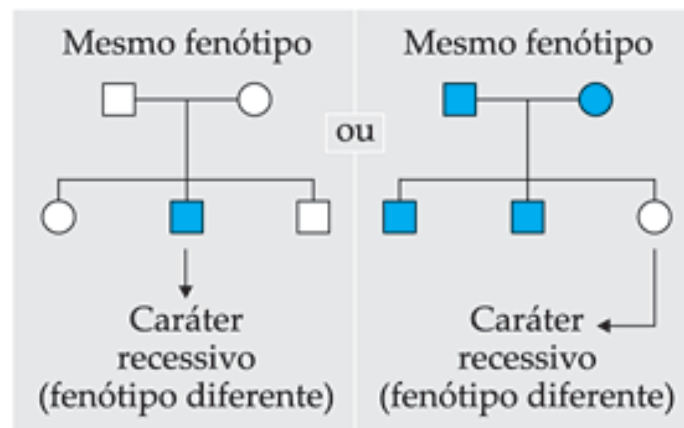 Mesmo fenótipo
Caráter
recessivo
(fenótipo diferente)
ou
Mesmo fenótipo
Caráter
recessivo
(fenótipo diferente)